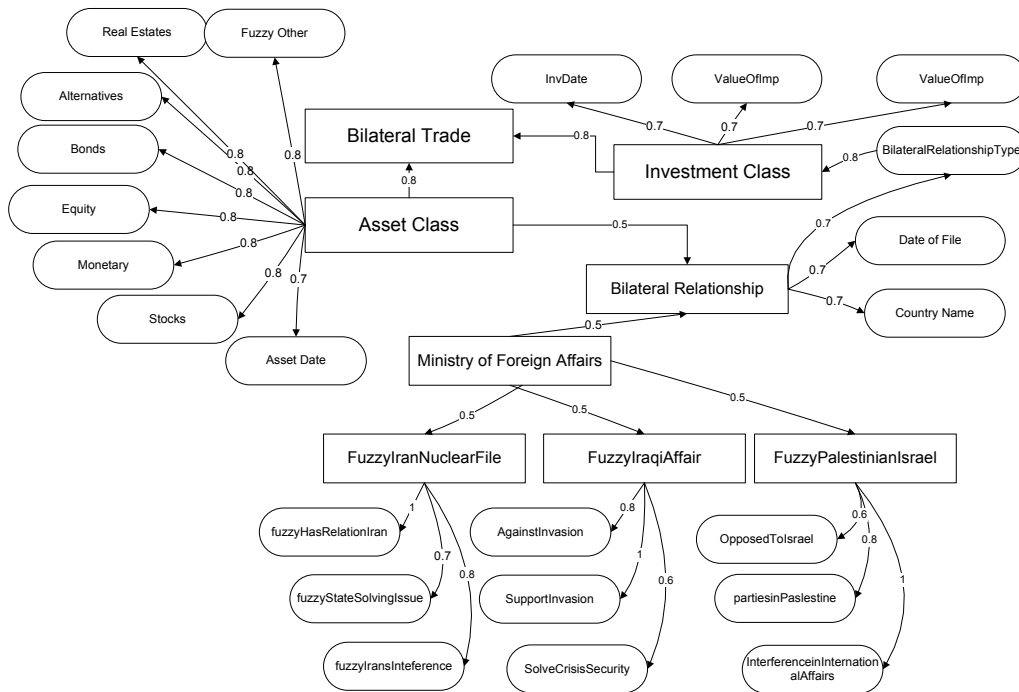 Real Estates
Fuzzy Other
InvDate
ValueOfImp
ValueOfImp
Alternatives
Bonds
Bilateral Trade
Investment Class
BilateralRelationshipType
Equity
Asset Class
Monetary
Date of File
Bilateral Relationship
Stocks
Country Name
Asset Date
Ministry of Foreign Affairs
FuzzyIranNuclearFile
FuzzyIraqiAffair
FuzzyPalestinianIsrael
fuzzyHasRelationIran
AgainstInvasion
OpposedToIsrael
fuzzyStateSolvingIssue
SupportInvasion
partiesinPaslestine
fuzzyIransInteference
SolveCrisisSecurity
InterferenceinInternation
alAffairs
0.7
0.7
0.7
0.8
0.8
0.8
0.8
0.8
0.8
0.8
0.8
0.8
0.8
0.8
0.7
0.5
0.7
0.7
0.7
0.5
0.5
0.5
0.5
1
0.7
0.8
0.8
1
0.6
0.6
0.8
1